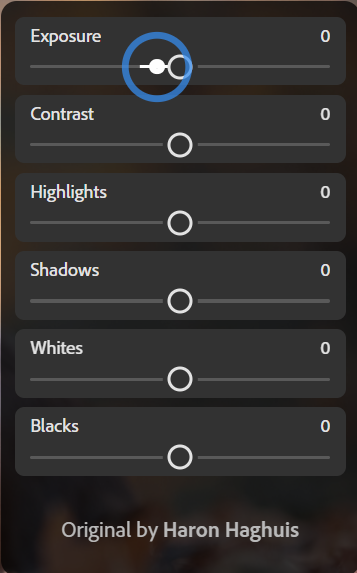 Exposure 0
Contrast 0
Highlights 0
Shadows 0
Whites 0
Blacks 0
Original by Haron Haghuis